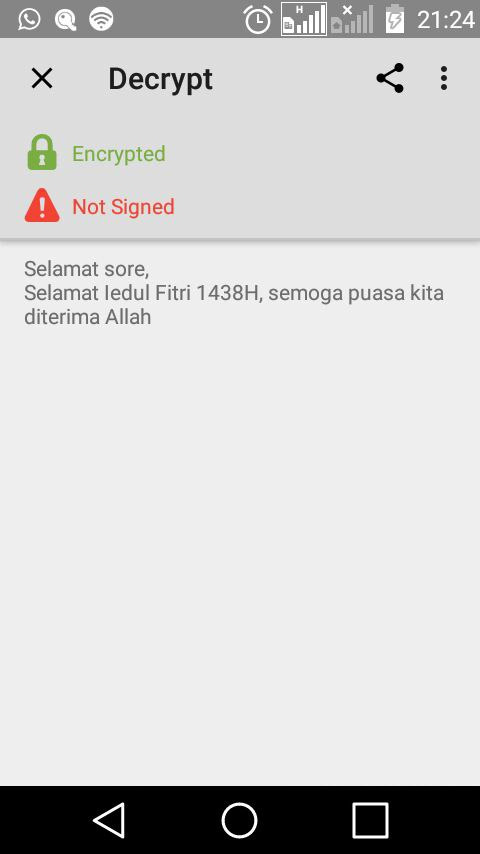 H
21:24
Decrypt
Encrypted
Not Signed
Selamat sore,
Selamat Iedul Fitri 1438H, semoga puasa kita
diterima Allah